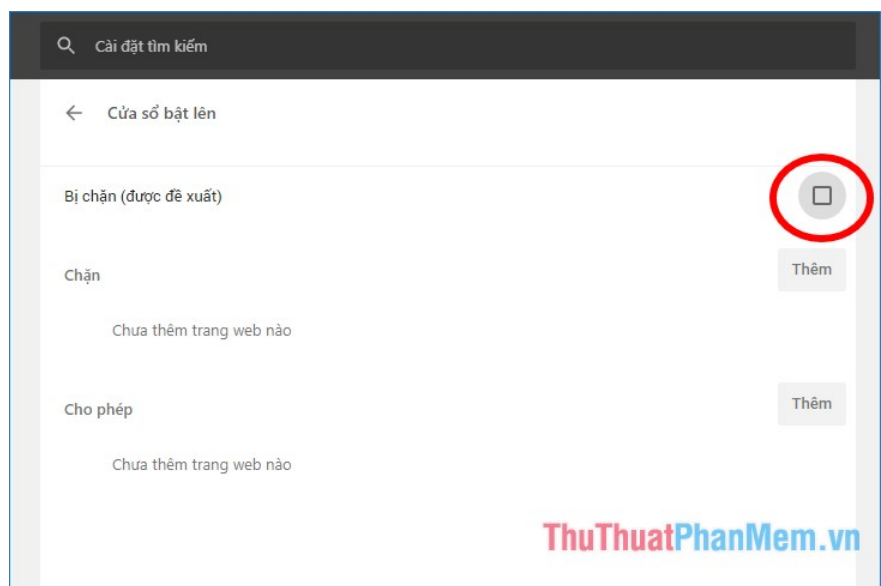 Cài đặt tìm kiếm
Cửa sổ bật lên
Bị chặn (được đề xuất)
Chặn
Thêm
Chưa thêm trang web nào
Cho phép
Thêm
Chưa thêm trang web nào
ThuThuatPhanMem.vn